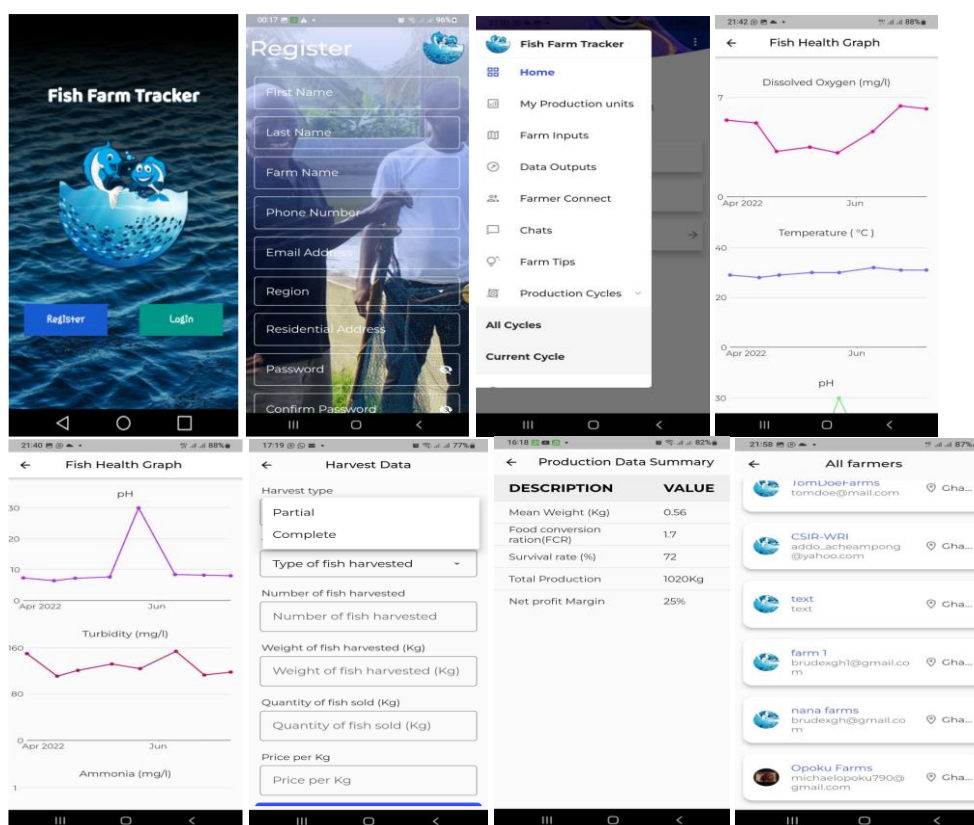 Fish Farm Tracker
Register
Login
00:17
96%
Register
First Name
Last Name
Farm Name
Phone Number
Email Address
Region
Residential Address
Password
Confirm Password
Fish Farm Tracker
Home
My Production units
Farm Inputs
Data Outputs
Farmer Connect
Chats
Farm Tips
Production Cycles
All Cycles
Current Cycle
21:42
88%
Fish Health Graph
Dissolved Oxygen (mg/l)
7
0
Apr 2022 Jun
Temperature ( °C )
40
20
0
Apr 2022 Jun
pH
30
21:40
88%
Fish Health Graph
pH
30
20
10
0
Apr 2022 Jun
Turbidity (mg/l)
160
80
0
Apr 2022 Jun
Ammonia (mg/l)
1
17:19
77%
Harvest Data
Harvest type
Partial
Complete
Type of fish harvested
Number of fish harvested
Number of fish harvested
Weight of fish harvested (Kg)
Weight of fish harvested (Kg)
Quantity of fish sold (Kg)
Quantity of fish sold (Kg)
Price per Kg
Price per Kg
16:18
82%
Production Data Summary
DESCRIPTION VALUE
Mean Weight (Kg) 0.56
Food conversion
ration(FCR) 1.7
Survival rate (%) 72
Total Production 1020Kg
Net profit Margin 25%
21:58
87%
All farmers
TomDoeFarms
tomdoe@mail.com Gha...
CSIR-WRI
addo_acheampong
@yahoo.com Gha...
text
text Gha...
farm 1
brudexgh1@gmail.co
m Gha...
nana farms
brudexgh@gmail.co
m Gha...
Opoku Farms
michaelopoku790@
gmail.com Gha...